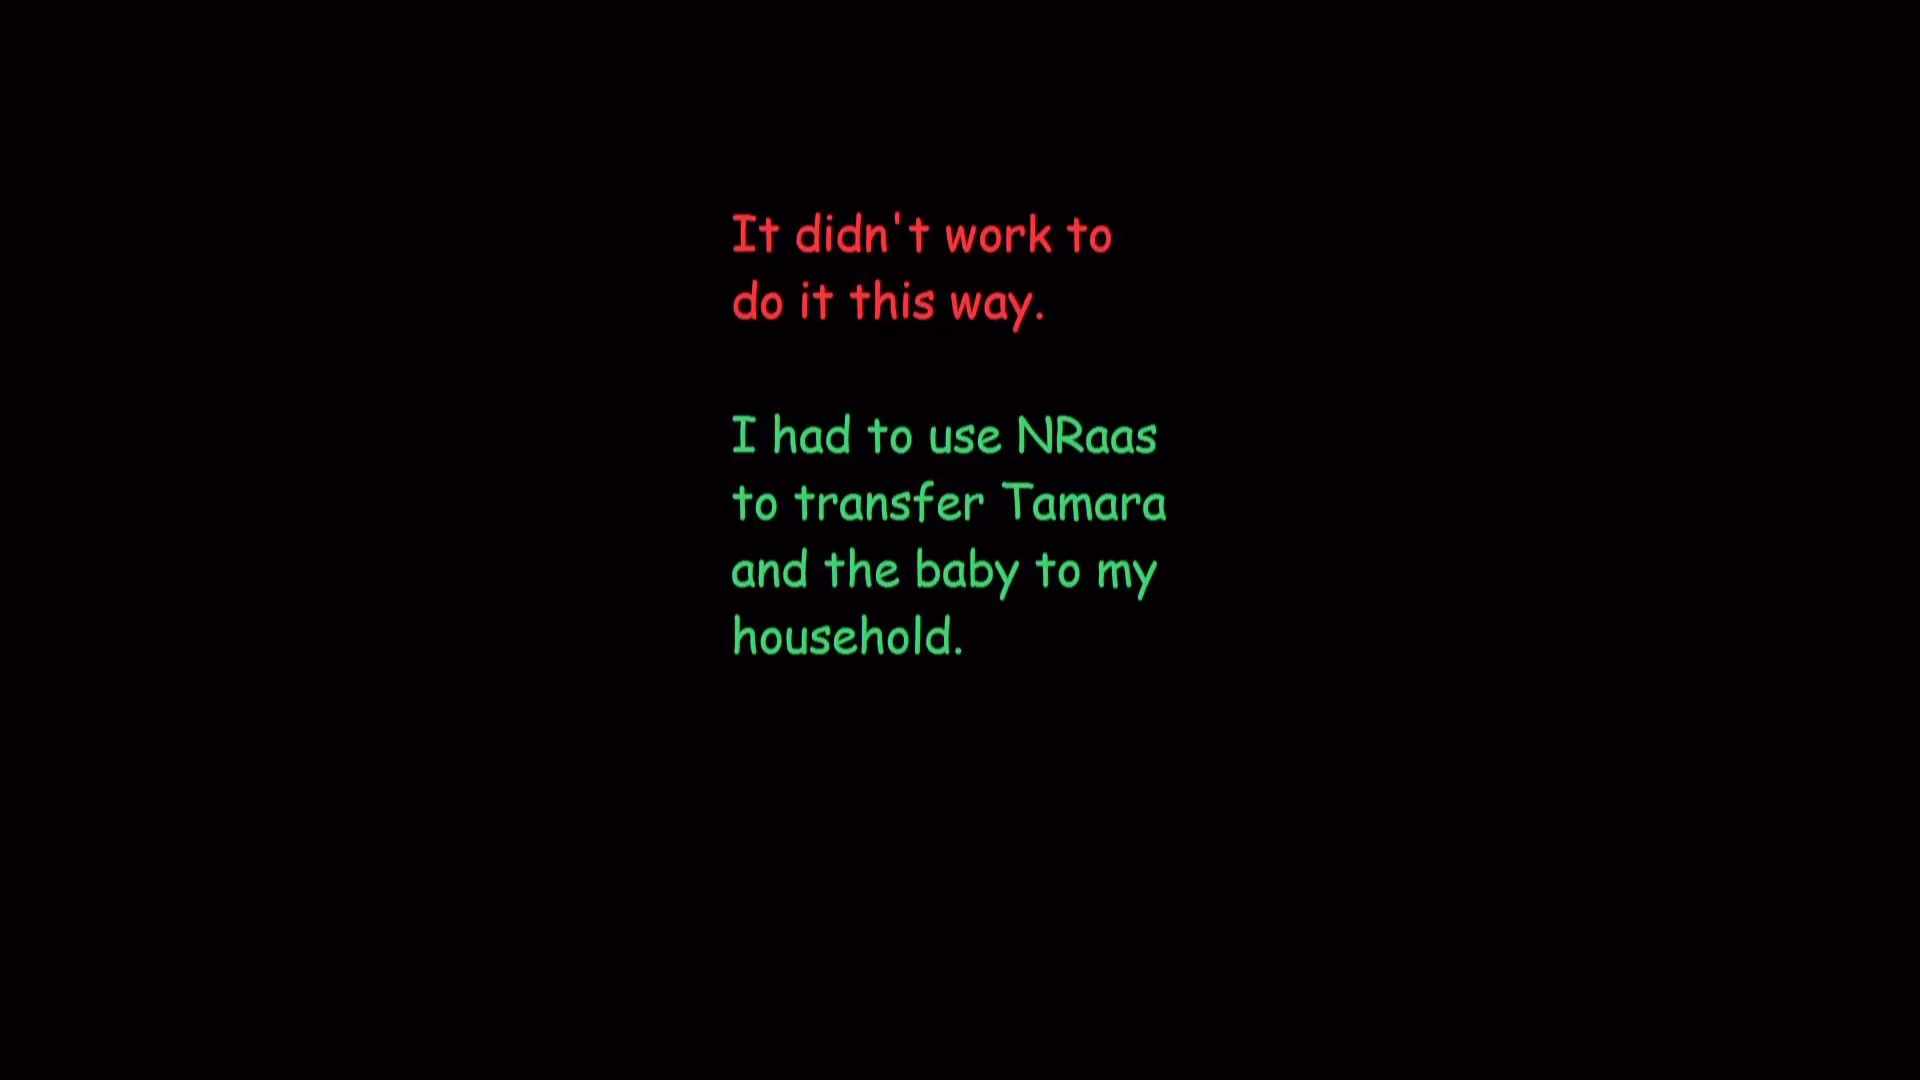 It didn't work to
do it this way.
I had to use NRaas
to transfer Tamara
and the baby to my
household.